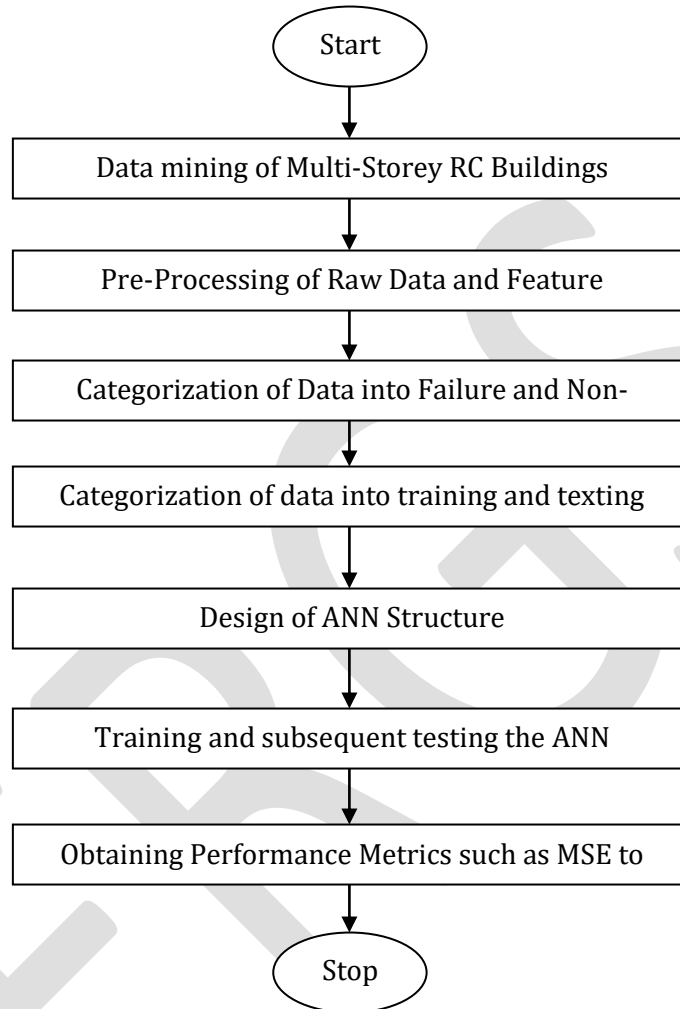 Start
Data mining of Multi-Storey RC Buildings
Pre-Processing of Raw Data and Feature
Categorization of Data into Failure and Non-
Categorization of data into training and texting
Design of ANN Structure
Training and subsequent testing the ANN
Obtaining Performance Metrics such as MSE to
Stop